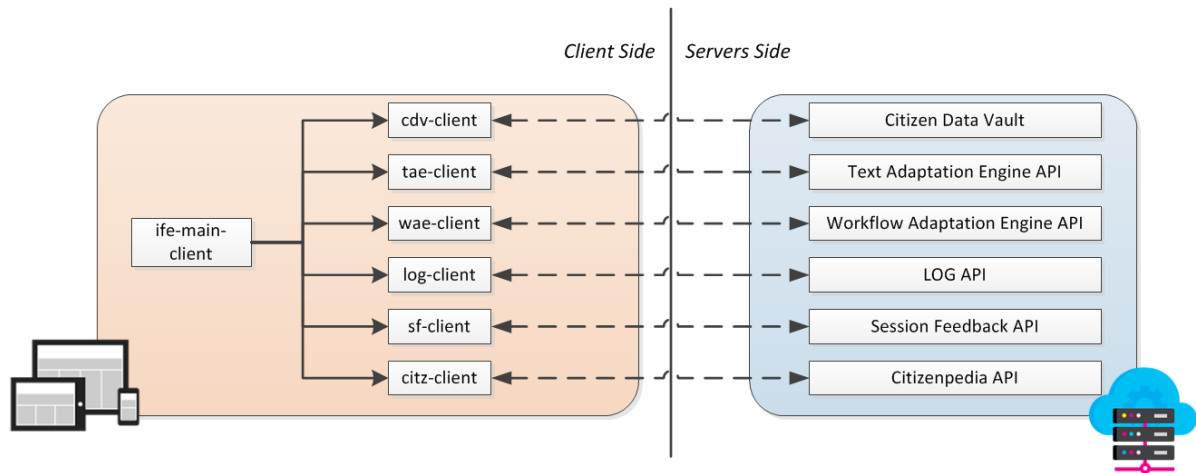 Client Side
Servers Side
cdv-client
Citizen Data Vault
tae-client
Text Adaptation Engine API
ife-main-
client
wae-client
Workflow Adaptation Engine API
log-client
LOG API
sf-client
Session Feedback API
citz-client
Citizenpedia API